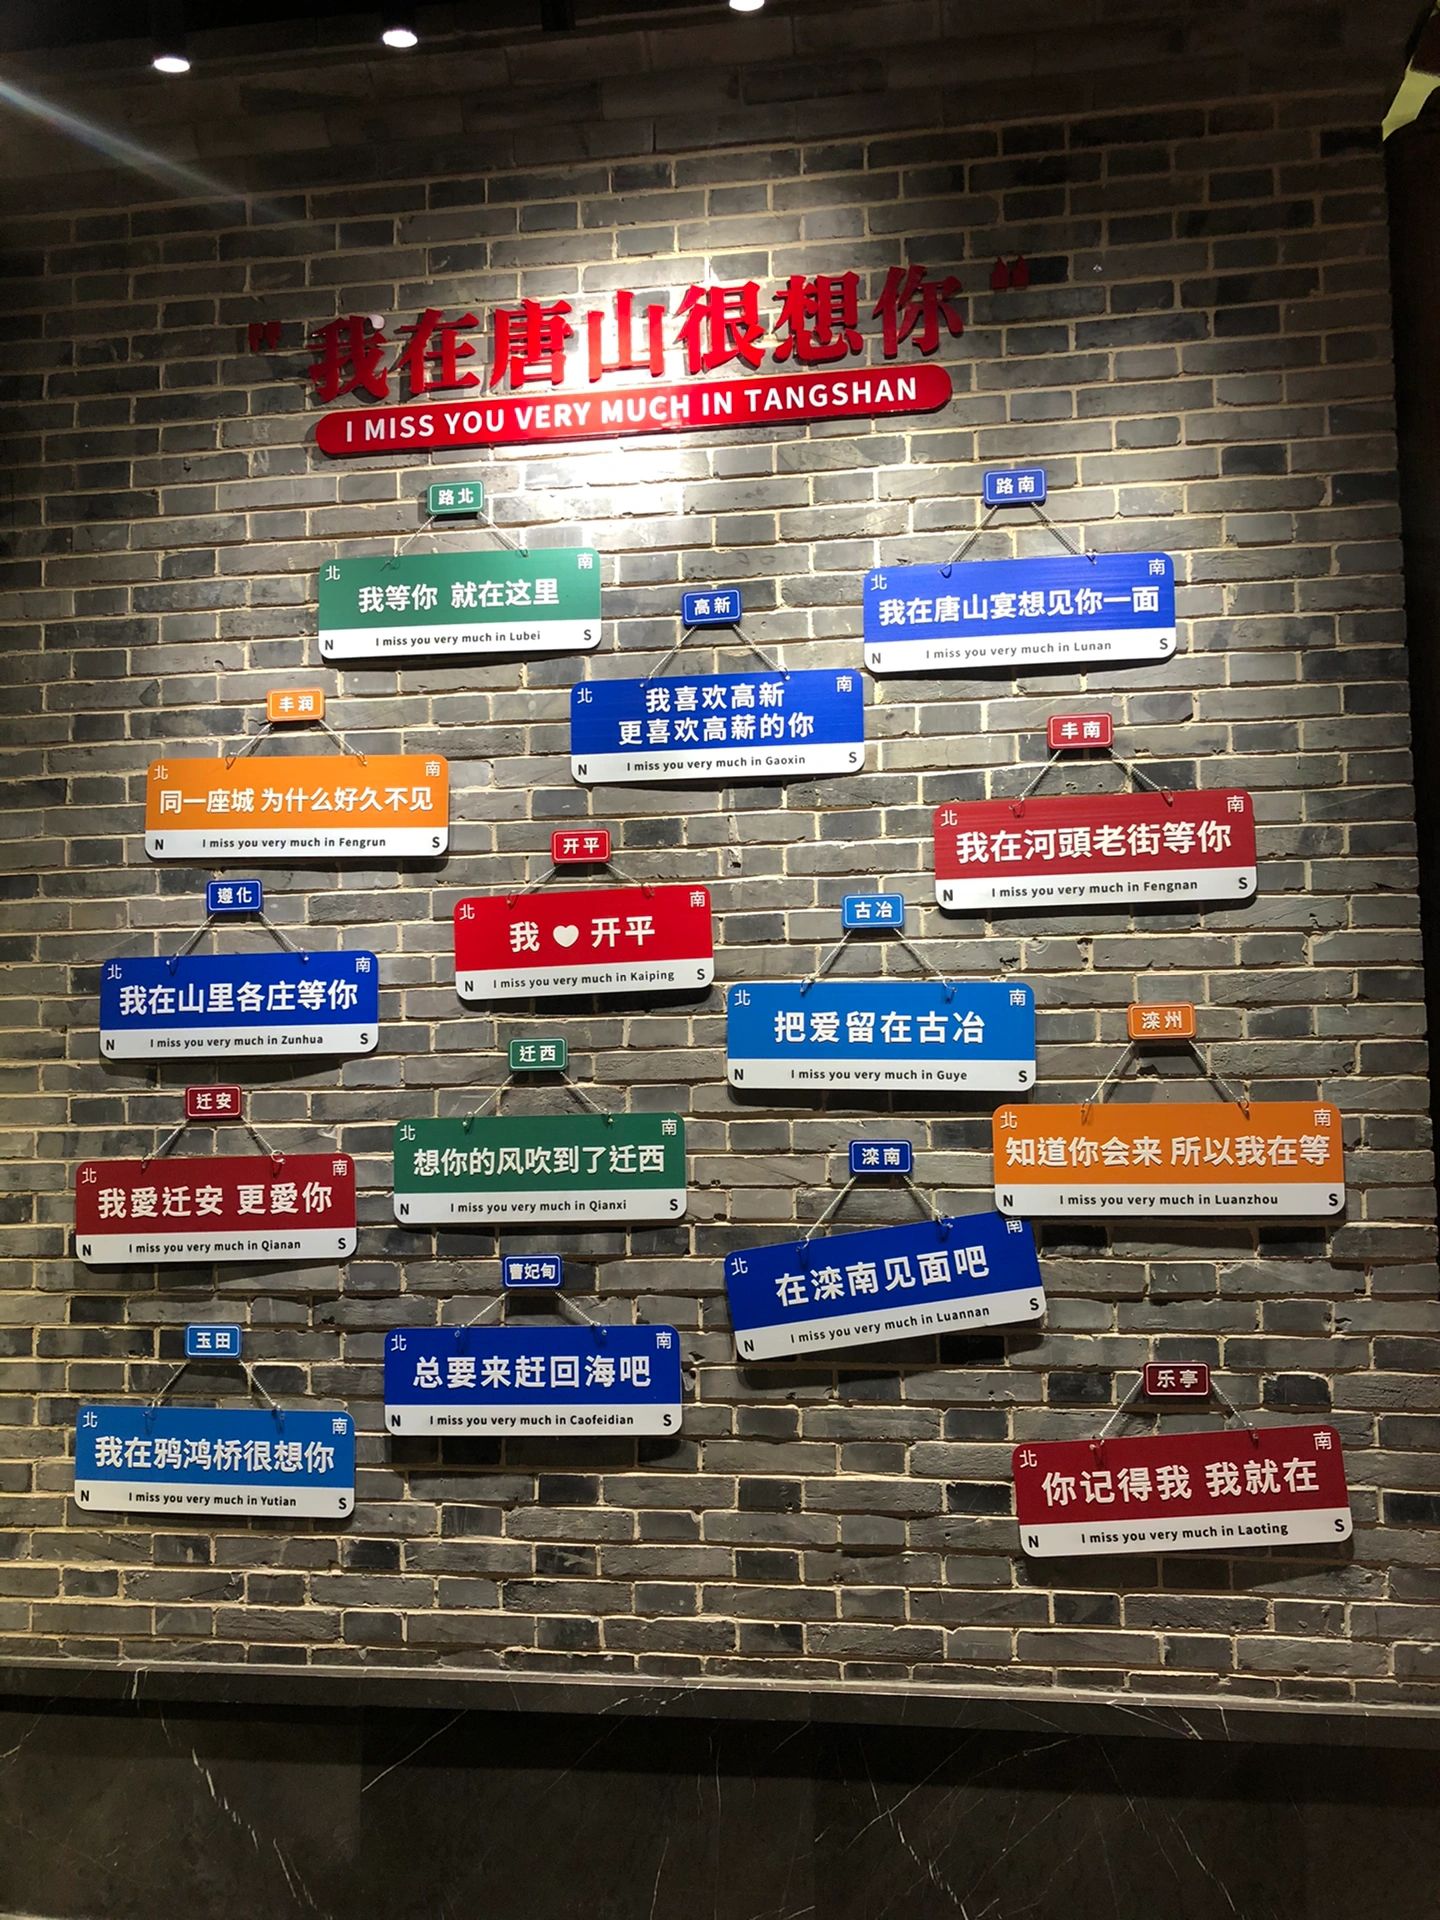 "我在唐山很想你"
I MISS YOU VERY MUCH IN TANGSHAN
路北
北 南
我等你 就在这里
N I miss you very much in Lubei S
路南
北 南
我在唐山宴想见你一面
N I miss you very much in Lunan S
高新
北 南
我喜欢高新
更喜欢高薪的你
N I miss you very much in Gaoxin S
丰润
北 南
同一座城 为什么好久不见
N I miss you very much in Fengrun S
丰南
北 南
我在河頭老街等你
N I miss you very much in Fengnan S
开平
北 南
我 ♥ 开平
N I miss you very much in Kaiping S
遵化
北 南
我在山里各庄等你
N I miss you very much in Zunhua S
古冶
北 南
把爱留在古冶
N I miss you very much in Guye S
滦州
北 南
知道你会来 所以我在等
N I miss you very much in Luanzhou S
迁西
北 南
想你的风吹到了迁西
N I miss you very much in Qianxi S
迁安
北 南
我愛迁安 更愛你
N I miss you very much in Qianan S
滦南
北 南
在滦南见面吧
N I miss you very much in Luannan S
曹妃甸
北 南
总要来赶回海吧
N I miss you very much in Caofeidian S
玉田
北 南
我在鸦鸿桥很想你
N I miss you very much in Yutian S
乐亭
北 南
你记得我 我就在
N I miss you very much in Laoting S